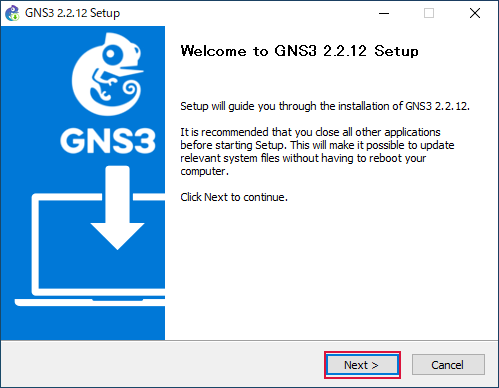 GNS3 2.2.12 Setup
Welcome to GNS3 2.2.12 Setup
GNS3
Setup will guide you through the installation of GNS3 2.2.12.
It is recommended that you close all other applications
before starting Setup. This will make it possible to update
relevant system files without having to reboot your
computer.
Click Next to continue.
Next >
Cancel